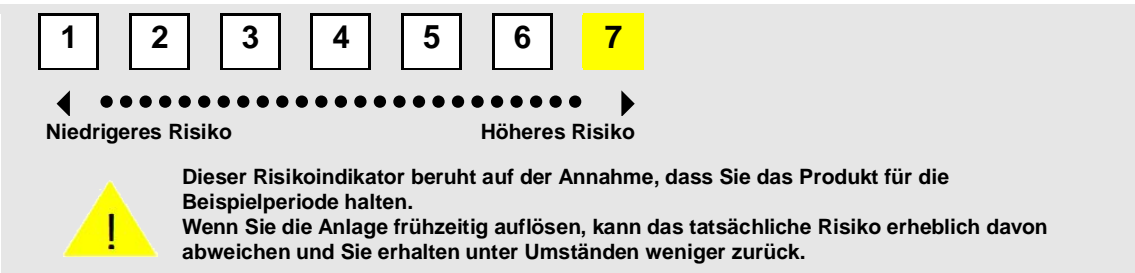 1 2 3 4 5 6 7
Niedrigeres Risiko Höheres Risiko
Dieser Risikoindikator beruht auf der Annahme, dass Sie das Produkt für die
Beispielperiode halten.
Wenn Sie die Anlage frühzeitig auflösen, kann das tatsächliche Risiko erheblich davon
abweichen und Sie erhalten unter Umständen weniger zurück.
!